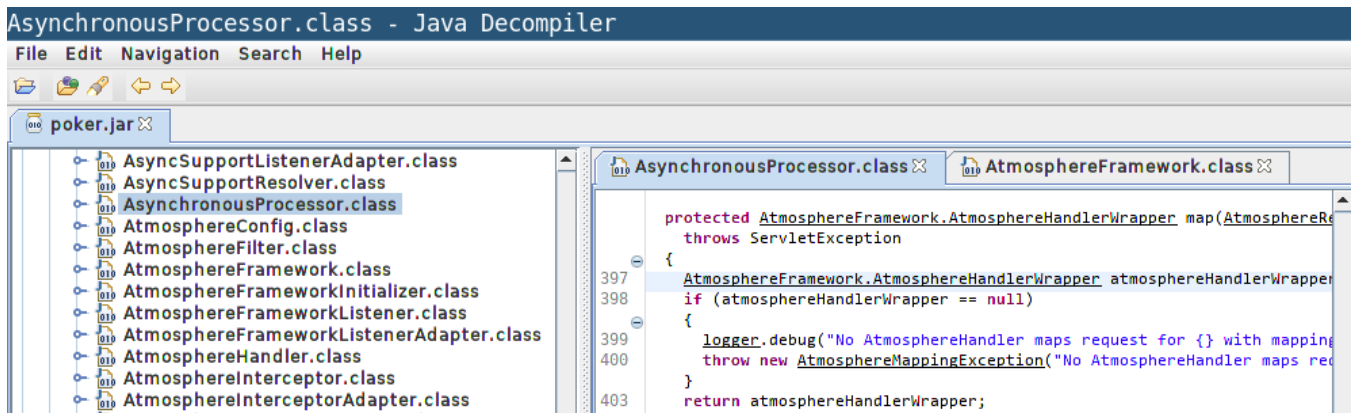 AsynchronousProcessor.class - Java Decompiler
File Edit Navigation Search Help
poker.jar
AsyncSupportListenerAdapter.class
AsyncSupportResolver.class
AsynchronousProcessor.class
AtmosphereConfig.class
AtmosphereFilter.class
AtmosphereFramework.class
AtmosphereFrameworkInitializer.class
AtmosphereFrameworkListener.class
AtmosphereFrameworkListenerAdapter.class
AtmosphereHandler.class
AtmosphereInterceptor.class
AtmosphereInterceptorAdapter.class
AsynchronousProcessor.class AtmosphereFramework.class
protected AtmosphereFramework.AtmosphereHandlerWrapper map(AtmosphereRe
throws ServletException
{
397 AtmosphereFramework.AtmosphereHandlerWrapper atmosphereHandlerWrapper
398 if (atmosphereHandlerWrapper == null)
{
399 logger.debug("No AtmosphereHandler maps request for {} with mapping
400 throw new AtmosphereMappingException("No AtmosphereHandler maps req
}
403 return atmosphereHandlerWrapper;